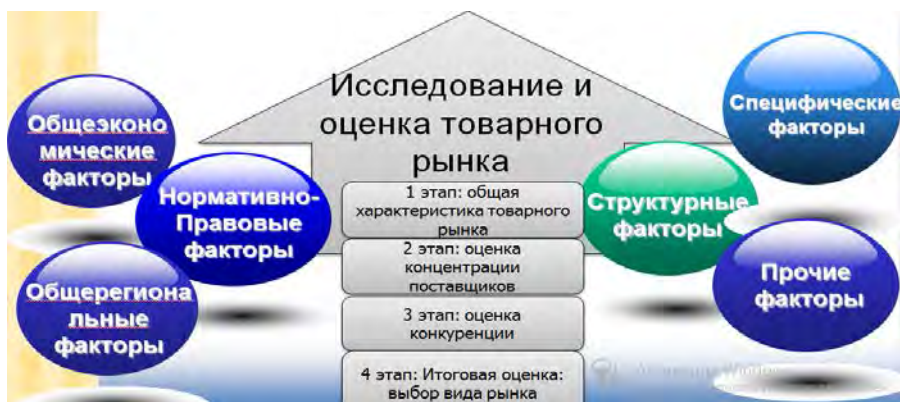 Исследование и
оценка товарного
рынка
Общеэконо
мические
факторы
Нормативно-
Правовые
факторы
Общерегиона
льные
факторы
1 этап: общая
характеристика товарного
рынка
2 этап: оценка
концентрации
поставщиков
3 этап: оценка
конкуренции
4 этап: Итоговая оценка:
выбор вида рынка
Специфические
факторы
Структурные
факторы
Прочие
факторы